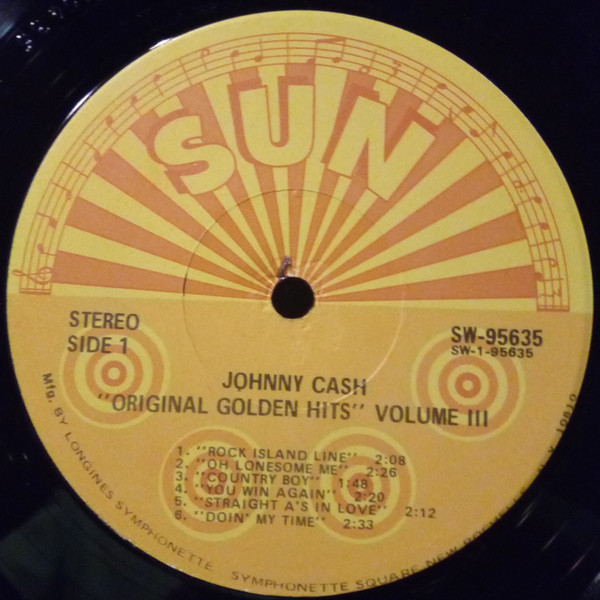 SUN
STEREO
SIDE 1
SW-95635
SW-1-95635
JOHNNY CASH
"ORIGINAL GOLDEN HITS" VOLUME III
1. "ROCK ISLAND LINE" 2:08
2. "OH LONESOME ME" 2:26
3. "COUNTRY BOY" 1:48
4. "YOU WIN AGAIN" 2:20
5. "STRAIGHT A'S IN LOVE" 2:12
6. "DOIN' MY TIME" 2:33
Mfg. BY LONGINES SYMPHONETTE SYMPHONETTE SQUARE NEW